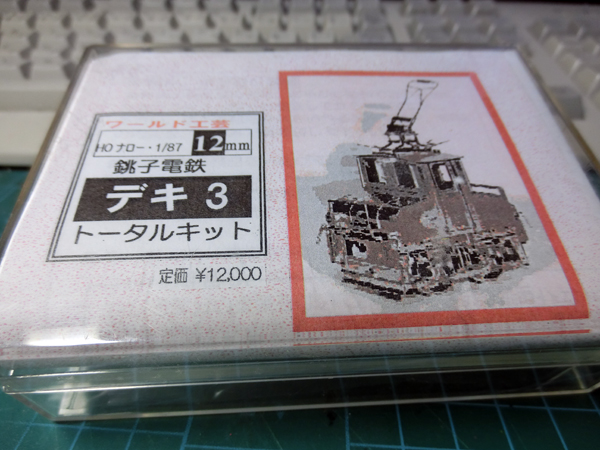 ワールド工芸
HOナロー・1/87 12mm
銚子電鉄
デキ 3
トータルキット
定価 ¥12,000